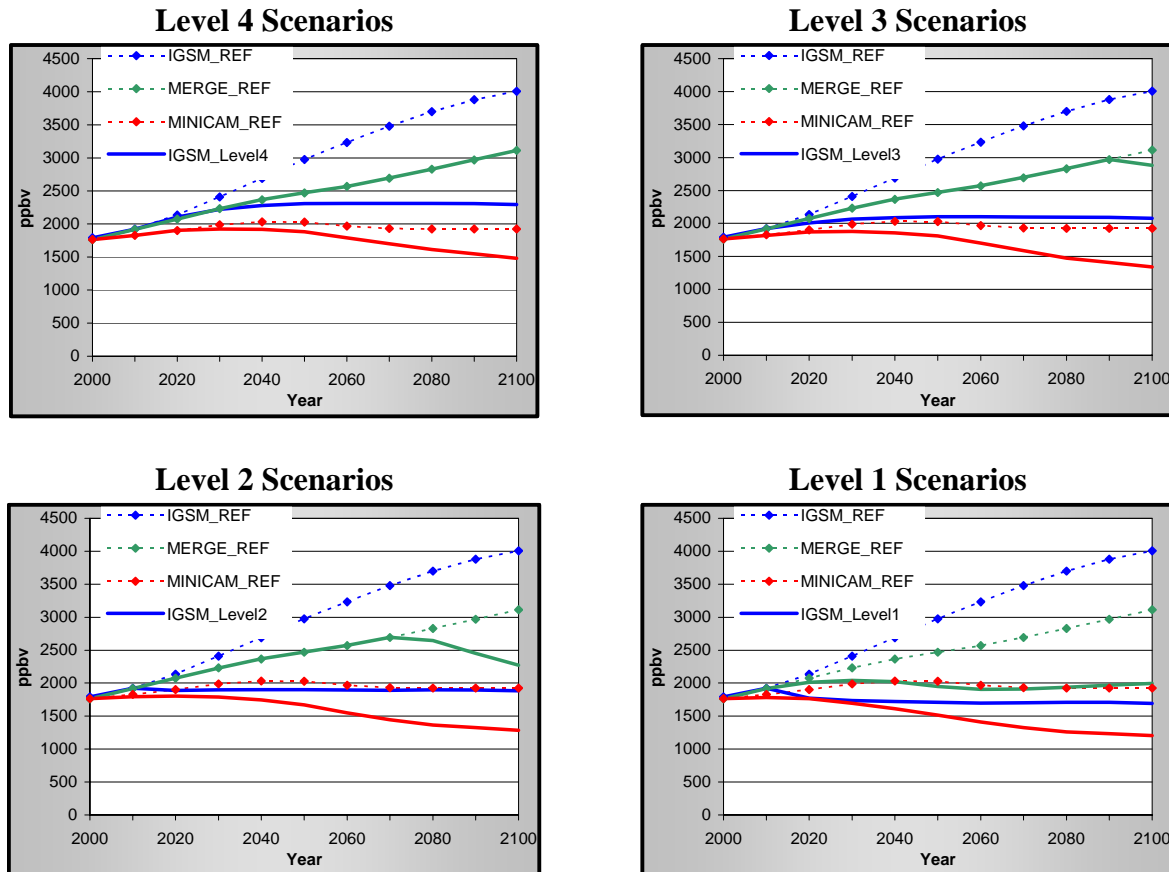 Level 4 Scenarios
4500
4000
3500
3000
2500
2000
1500
1000
500
0
ppbv
IGSM_REF
MERGE_REF
MINICAM_REF
IGSM_Level4
2000 2020 2040 2060 2080 2100
Year
Level 3 Scenarios
4500
4000
3500
3000
2500
2000
1500
1000
500
0
ppbv
IGSM_REF
MERGE_REF
MINICAM_REF
IGSM_Level3
2000 2020 2040 2060 2080 2100
Year
Level 2 Scenarios
4500
4000
3500
3000
2500
2000
1500
1000
500
0
ppbv
IGSM_REF
MERGE_REF
MINICAM_REF
IGSM_Level2
2000 2020 2040 2060 2080 2100
Year
Level 1 Scenarios
4500
4000
3500
3000
2500
2000
1500
1000
500
0
ppbv
IGSM_REF
MERGE_REF
MINICAM_REF
IGSM_Level1
2000 2020 2040 2060 2080 2100
Year